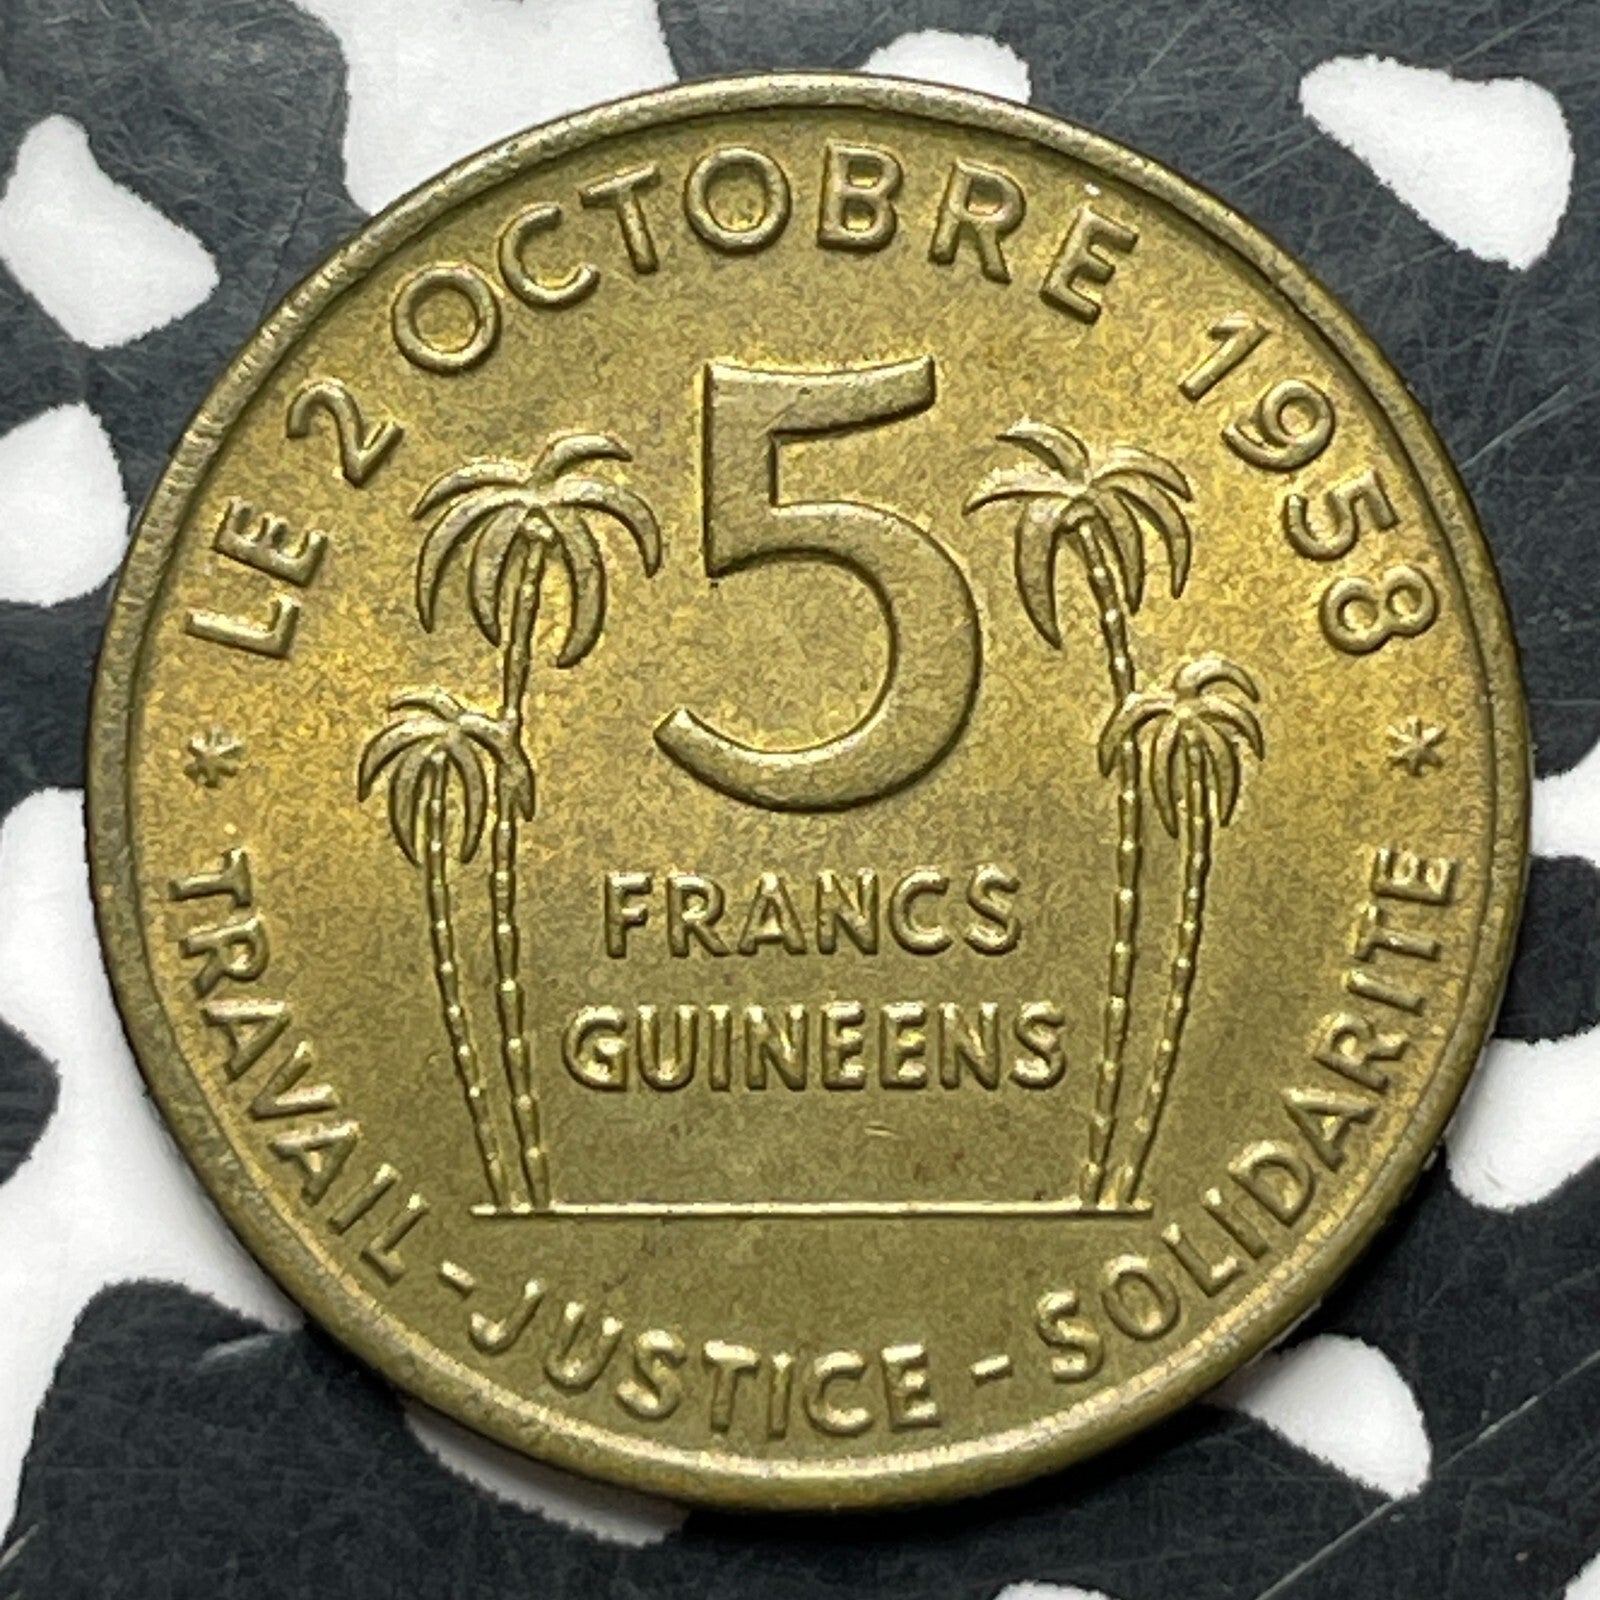 LE 2 OCTOBRE 1958
5
FRANCS
GUINEENS
* TRAVAIL - JUSTICE - SOLIDARITE *